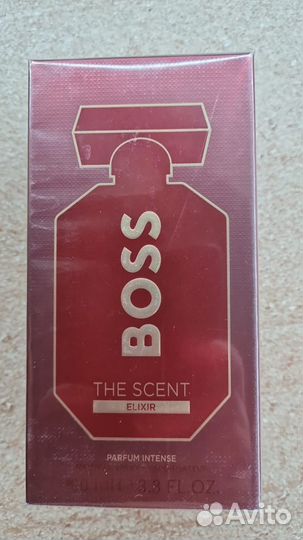 BOSS
THE SCENT
ELIXIR
PARFUM INTENSE
3.3 FL.OZ.
Avito